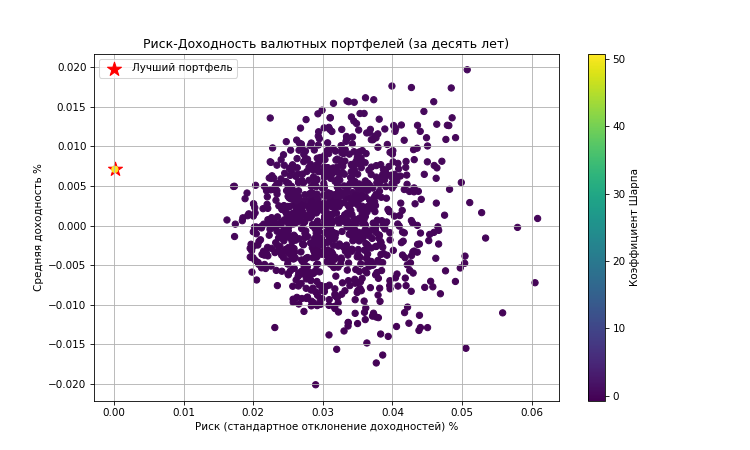 Риск-Доходность валютных портфелей (за десять лет)
Лучший портфель
Средняя доходность %
0.020
0.015
0.010
0.005
0.000
−0.005
−0.010
−0.015
−0.020
0.00 0.01 0.02 0.03 0.04 0.05 0.06
Риск (стандартное отклонение доходностей) %
50
40
30
20
10
0
Коэффициент Шарпа